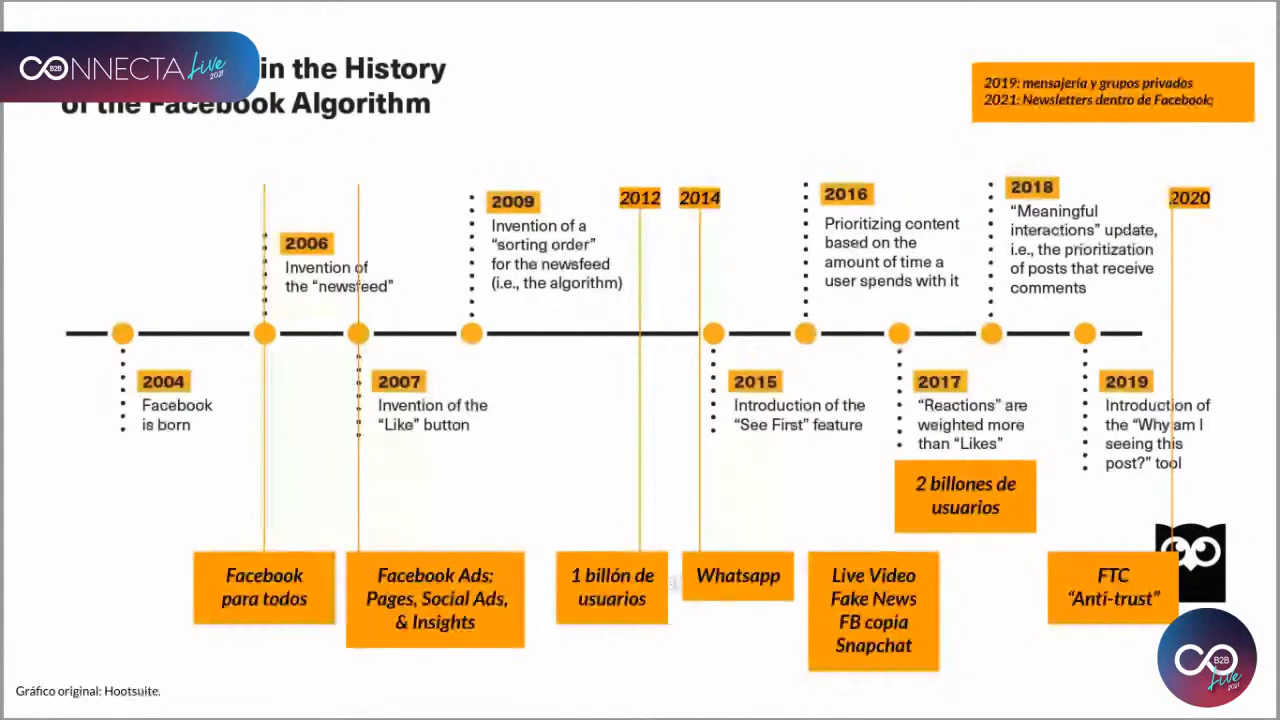 CONNECTA Live
B2B
2021
in the History
of the Facebook Algorithm
2019: mensajería y grupos privados
2021: Newsletters dentro de Facebook;
2006
Invention of
the “newsfeed”
2009
Invention of a
“sorting order”
for the newsfeed
(i.e., the algorithm)
2012
2014
2016
Prioritizing content
based on the
amount of time a
user spends with it
2018
“Meaningful
interactions” update,
i.e., the prioritization
of posts that receive
comments
2020
2004
Facebook
is born
2007
Invention of the
“Like” button
2015
Introduction of the
“See First” feature
2017
“Reactions” are
weighted more
than “Likes”
2019
Introduction of
the “Why am I
seeing this
post?” tool
2 billones de
usuarios
Facebook
para todos
Facebook Ads:
Pages, Social Ads,
& Insights
1 billón de
usuarios
Whatsapp
Live Video
Fake News
FB copia
Snapchat
FTC
“Anti-trust”
CO B2B
Live
2021
Gráfico original: Hootsuite.